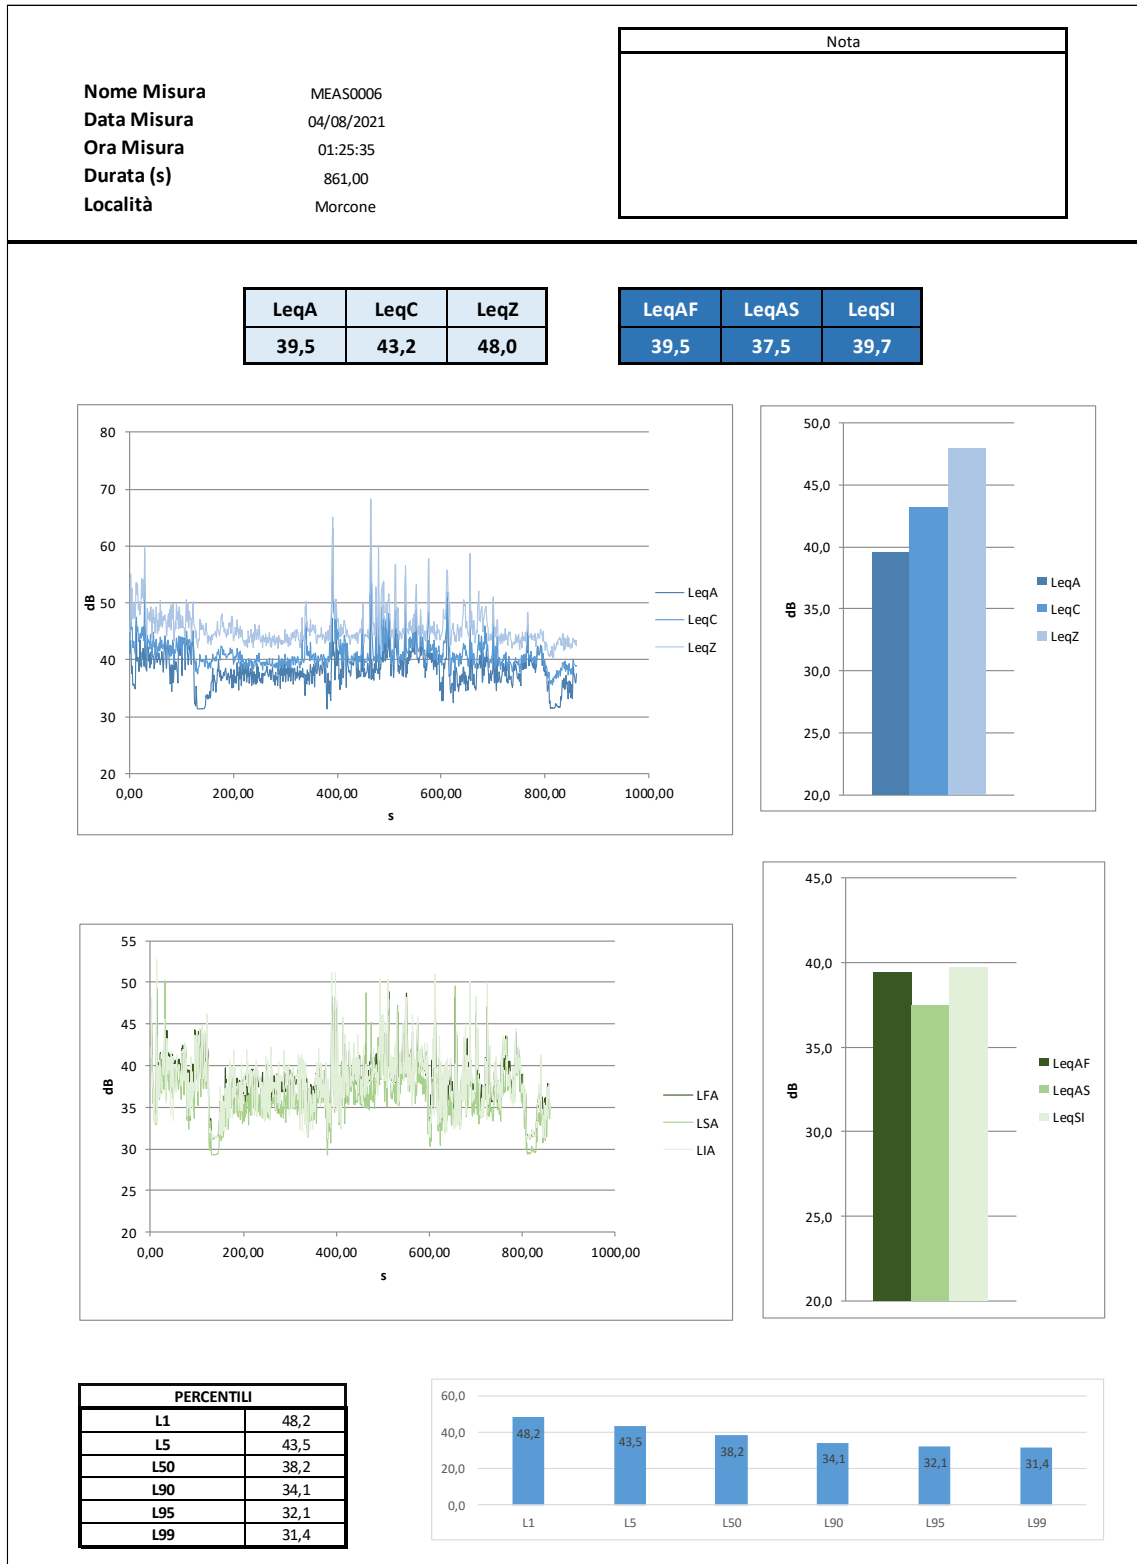 Nota
Nome Misura MEAS0006
Data Misura 04/08/2021
Ora Misura 01:25:35
Durata (s) 861,00
Località Morcone
LeqA LeqC LeqZ
39,5 43,2 48,0
LeqAF LeqAS LeqSI
39,5 37,5 39,7
80
70
60
50
40
30
20
dB
0,00 200,00 400,00 600,00 800,00 1000,00
s
LeqA
LeqC
LeqZ
50,0
45,0
40,0
35,0
30,0
25,0
20,0
dB
LeqA
LeqC
LeqZ
55
50
45
40
35
30
25
20
dB
0,00 200,00 400,00 600,00 800,00 1000,00
s
LFA
LSA
LIA
45,0
40,0
35,0
30,0
25,0
20,0
dB
LeqAF
LeqAS
LeqSI
PERCENTILI
L1 48,2
L5 43,5
L50 38,2
L90 34,1
L95 32,1
L99 31,4
60,0
40,0
20,0
0,0
48,2 43,5 38,2 34,1 32,1 31,4
L1 L5 L50 L90 L95 L99